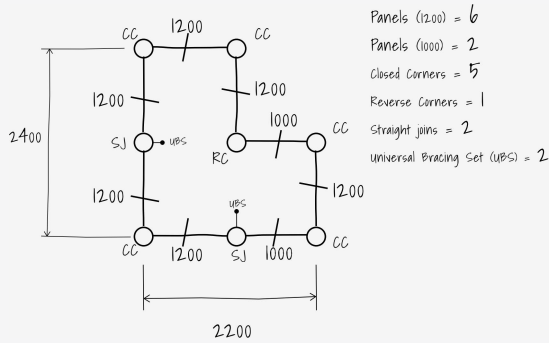 1200
CC
CC
1200
1200
1000
CC
2400
SJ
UBS
RC
1200
1200
UBS
CC
1200
SJ
1000
CC
2200
Panels (1200) = 6
Panels (1000) = 2
Closed Corners = 5
Reverse Corners = 1
Straight joins = 2
Universal Bracing Set (UBS) = 2